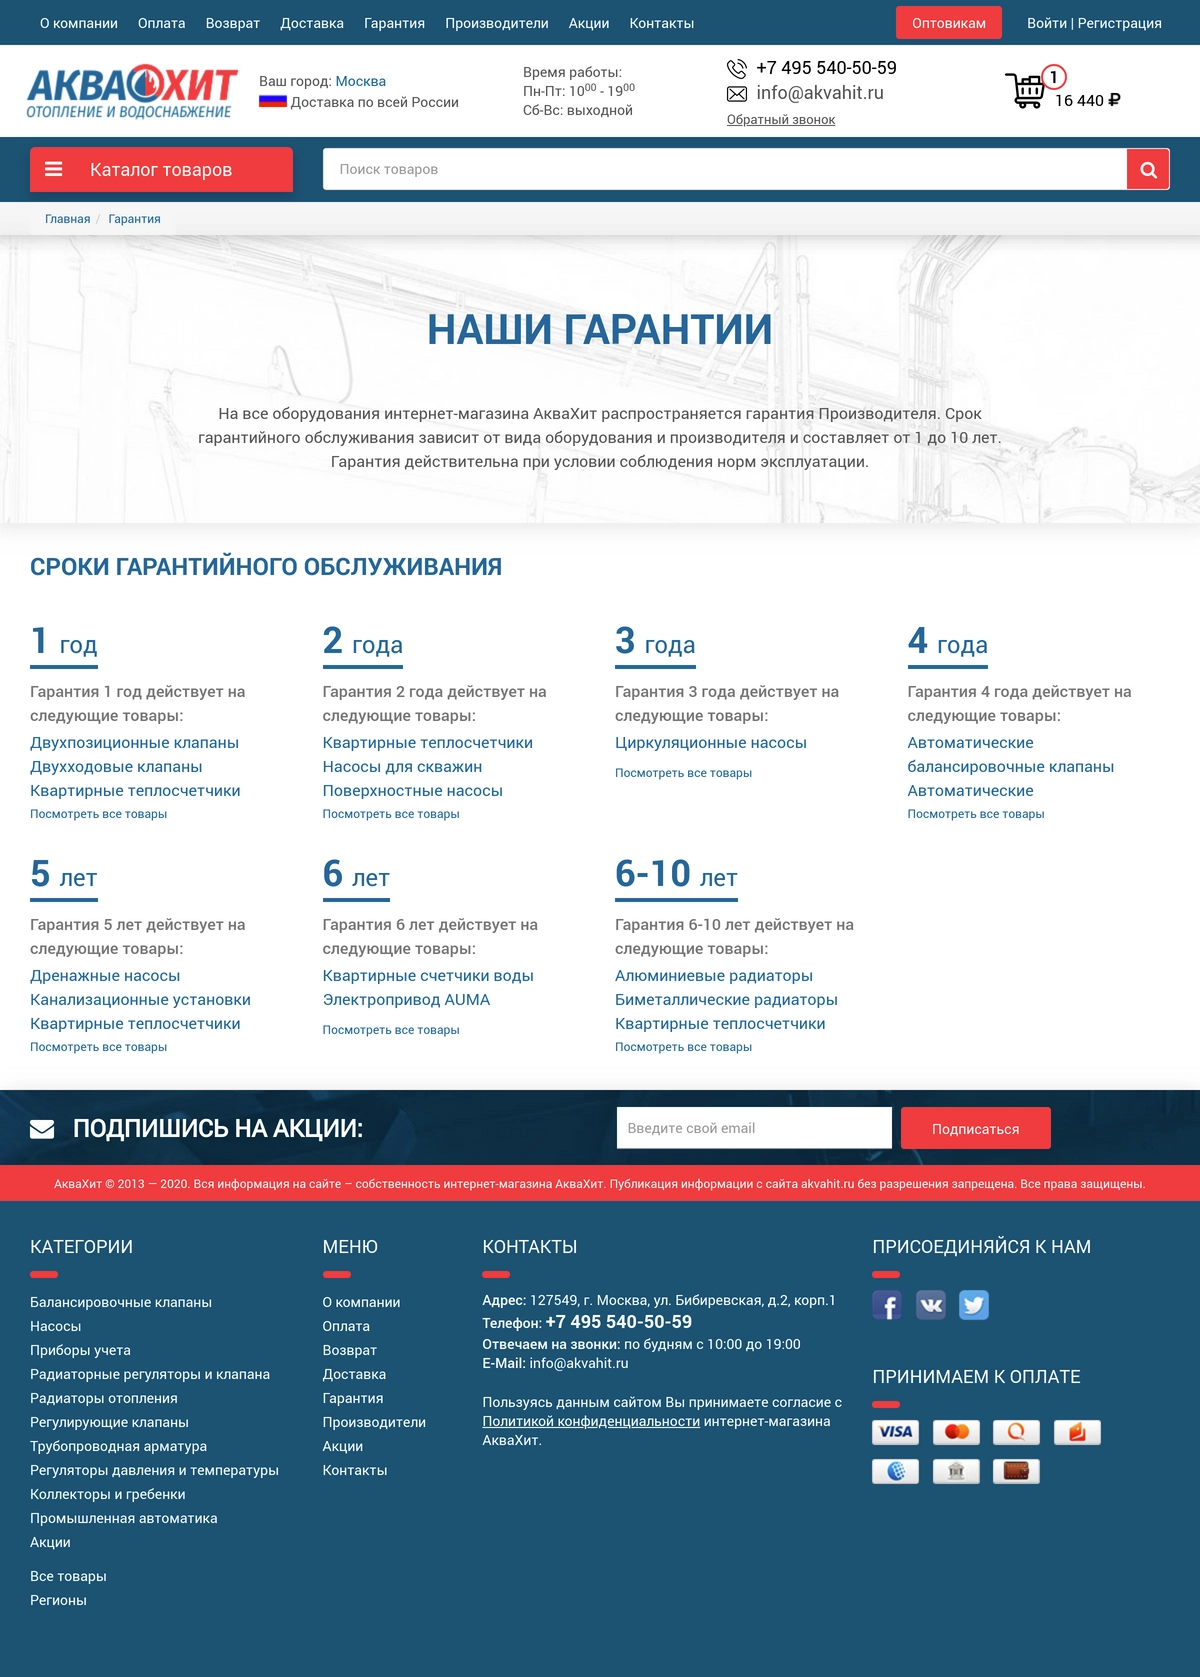 О компании Оплата Возврат Доставка Гарантия Производители Акции Контакты Оптовикам Войти | Регистрация
АКВАХИТ
ОТОПЛЕНИЕ И ВОДОСНАБЖЕНИЕ
Ваш город: Москва
Доставка по всей России
Время работы:
Пн-Пт: 10⁰⁰ - 19⁰⁰
Сб-Вс: выходной
+7 495 540-50-59
info@akvahit.ru
Обратный звонок
1
16 440 ₽
Каталог товаров
Поиск товаров
Главная / Гарантия
НАШИ ГАРАНТИИ
На все оборудования интернет-магазина АкваХит распространяется гарантия Производителя. Срок
гарантийного обслуживания зависит от вида оборудования и производителя и составляет от 1 до 10 лет.
Гарантия действительна при условии соблюдения норм эксплуатации.
СРОКИ ГАРАНТИЙНОГО ОБСЛУЖИВАНИЯ
1 год
Гарантия 1 год действует на
следующие товары:
Двухпозиционные клапаны
Двухходовые клапаны
Квартирные теплосчетчики
Посмотреть все товары
2 года
Гарантия 2 года действует на
следующие товары:
Квартирные теплосчетчики
Насосы для скважин
Поверхностные насосы
Посмотреть все товары
3 года
Гарантия 3 года действует на
следующие товары:
Циркуляционные насосы
Посмотреть все товары
4 года
Гарантия 4 года действует на
следующие товары:
Автоматические
балансировочные клапаны
Автоматические
Посмотреть все товары
5 лет
Гарантия 5 лет действует на
следующие товары:
Дренажные насосы
Канализационные установки
Квартирные теплосчетчики
Посмотреть все товары
6 лет
Гарантия 6 лет действует на
следующие товары:
Квартирные счетчики воды
Электропривод AUMA
Посмотреть все товары
6-10 лет
Гарантия 6-10 лет действует на
следующие товары:
Алюминиевые радиаторы
Биметаллические радиаторы
Квартирные теплосчетчики
Посмотреть все товары
ПОДПИШИСЬ НА АКЦИИ:
Введите свой email
Подписаться
АкваХит © 2013 — 2020. Вся информация на сайте – собственность интернет-магазина АкваХит. Публикация информации с сайта akvahit.ru без разрешения запрещена. Все права защищены.
КАТЕГОРИИ
Балансировочные клапаны
Насосы
Приборы учета
Радиаторные регуляторы и клапана
Радиаторы отопления
Регулирующие клапаны
Трубопроводная арматура
Регуляторы давления и температуры
Коллекторы и гребенки
Промышленная автоматика
Акции
Все товары
Регионы
МЕНЮ
О компании
Оплата
Возврат
Доставка
Гарантия
Производители
Акции
Контакты
КОНТАКТЫ
Адрес: 127549, г. Москва, ул. Бибиревская, д.2, корп.1
Телефон: +7 495 540-50-59
Отвечаем на звонки: по будням с 10:00 до 19:00
E-Mail: info@akvahit.ru
Пользуясь данным сайтом Вы принимаете согласие с
Политикой конфиденциальности интернет-магазина
АкваХит.
ПРИСОЕДИНЯЙСЯ К НАМ
ПРИНИМАЕМ К ОПЛАТЕ
VISA